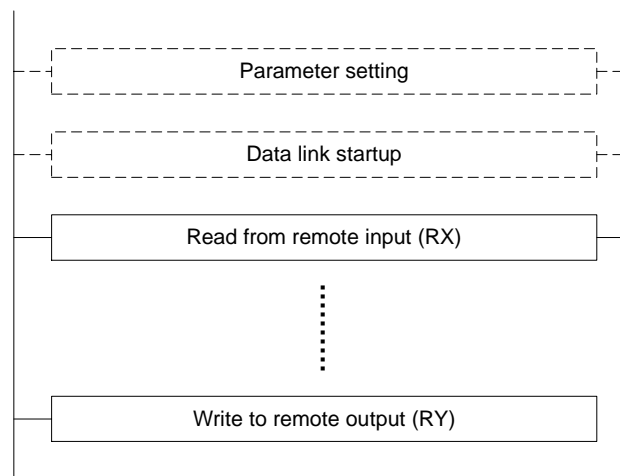 Parameter setting
Data link startup
Read from remote input (RX)
Write to remote output (RY)